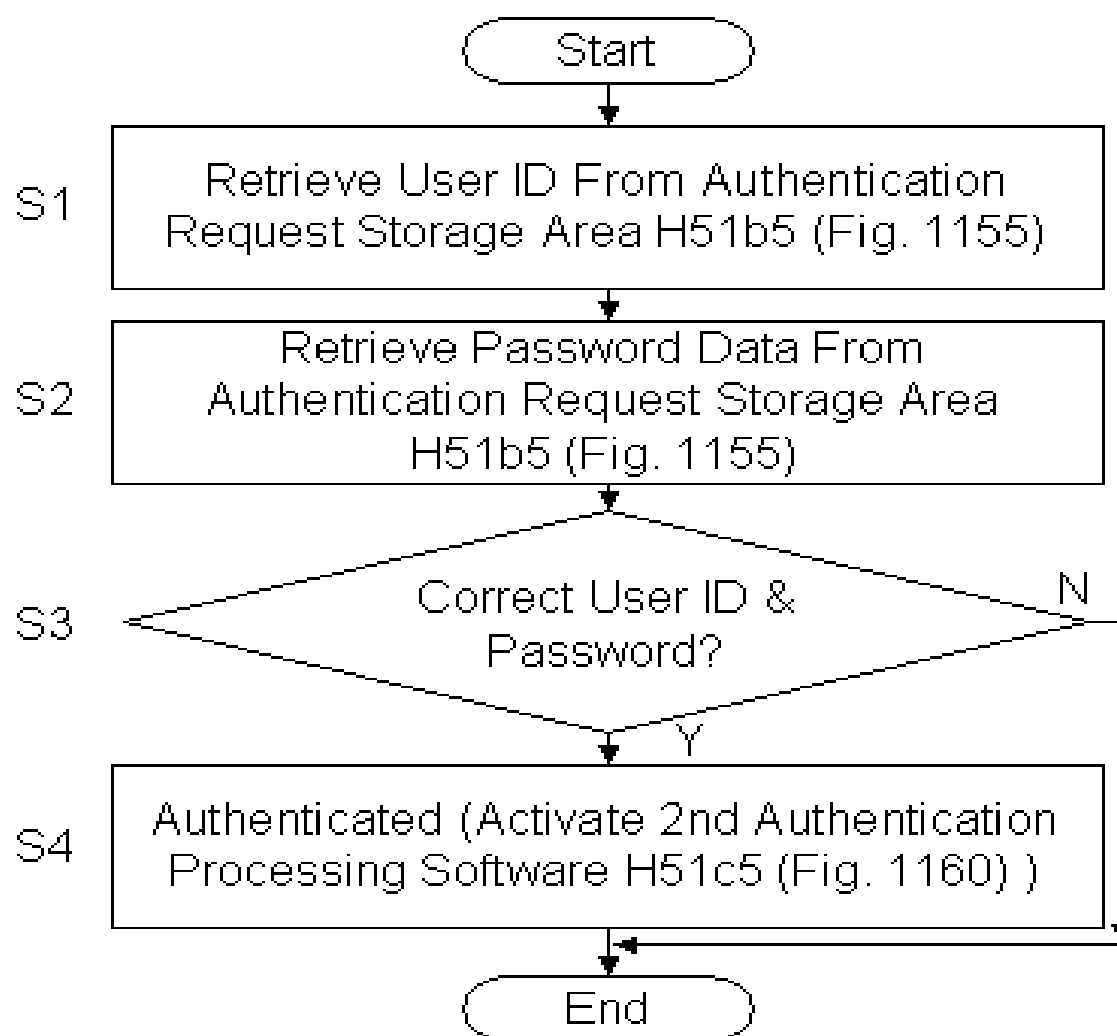 Start
S1
Retrieve User ID From Authentication
Request Storage Area H51b5 (Fig. 1155)
S2
Retrieve Password Data From
Authentication Request Storage Area
H51b5 (Fig. 1155)
S3
Correct User ID &
Password?
N
Y
S4
Authenticated (Activate 2nd Authentication
Processing Software H51c5 (Fig. 1160) )
End